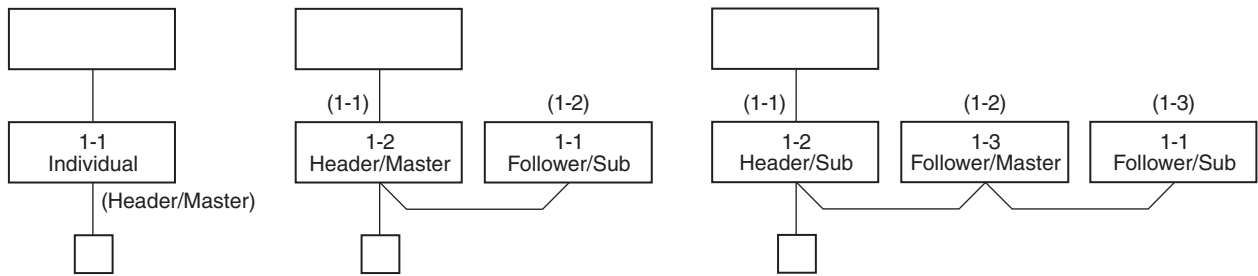 1-1
Individual
(Header/Master)
(1-1)
(1-2)
1-2
Header/Master
1-1
Follower/Sub
(1-1)
(1-2)
(1-3)
1-2
Header/Sub
1-3
Follower/Master
1-1
Follower/Sub